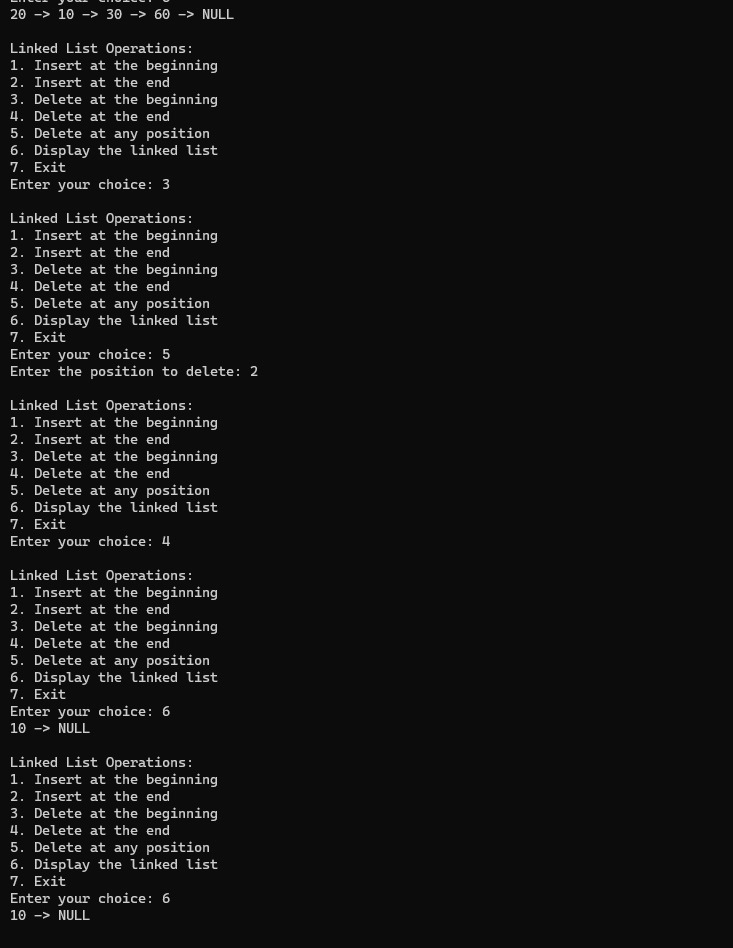 Enter your choice: 6
20 -> 10 -> 30 -> 60 -> NULL
Linked List Operations:
1. Insert at the beginning
2. Insert at the end
3. Delete at the beginning
4. Delete at the end
5. Delete at any position
6. Display the linked list
7. Exit
Enter your choice: 3
Linked List Operations:
1. Insert at the beginning
2. Insert at the end
3. Delete at the beginning
4. Delete at the end
5. Delete at any position
6. Display the linked list
7. Exit
Enter your choice: 5
Enter the position to delete: 2
Linked List Operations:
1. Insert at the beginning
2. Insert at the end
3. Delete at the beginning
4. Delete at the end
5. Delete at any position
6. Display the linked list
7. Exit
Enter your choice: 4
Linked List Operations:
1. Insert at the beginning
2. Insert at the end
3. Delete at the beginning
4. Delete at the end
5. Delete at any position
6. Display the linked list
7. Exit
Enter your choice: 6
10 -> NULL
Linked List Operations:
1. Insert at the beginning
2. Insert at the end
3. Delete at the beginning
4. Delete at the end
5. Delete at any position
6. Display the linked list
7. Exit
Enter your choice: 6
10 -> NULL